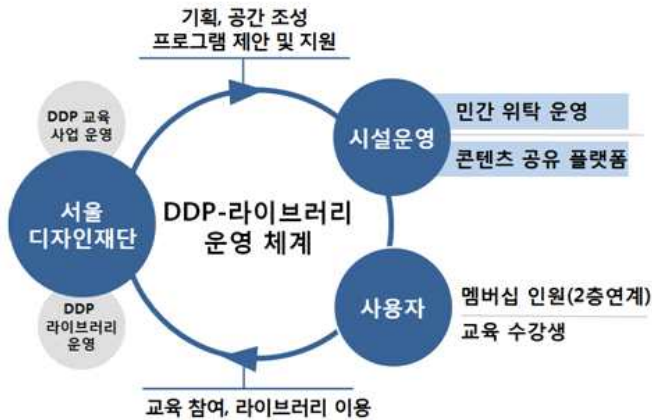 기획, 공간 조성
프로그램 제안 및 지원
DDP 교육
사업 운영
서울
디자인재단
DDP
라이브러리
운영
DDP-라이브러리
운영 체계
시설운영
민간 위탁 운영
콘텐츠 공유 플랫폼
사용자
멤버십 인원(2층연계)
교육 수강생
교육 참여, 라이브러리 이용